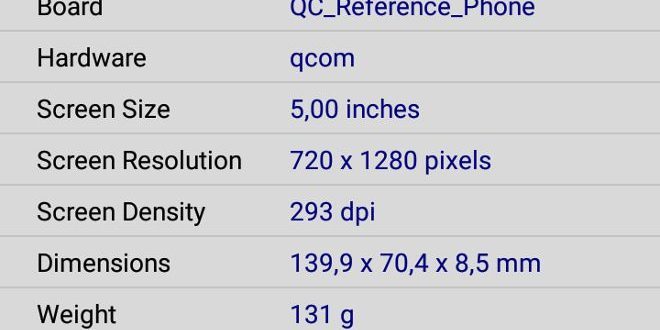 Board QC_Reference_Phone
Hardware qcom
Screen Size 5,00 inches
Screen Resolution 720 x 1280 pixels
Screen Density 293 dpi
Dimensions 139,9 x 70,4 x 8,5 mm
Weight 131 g